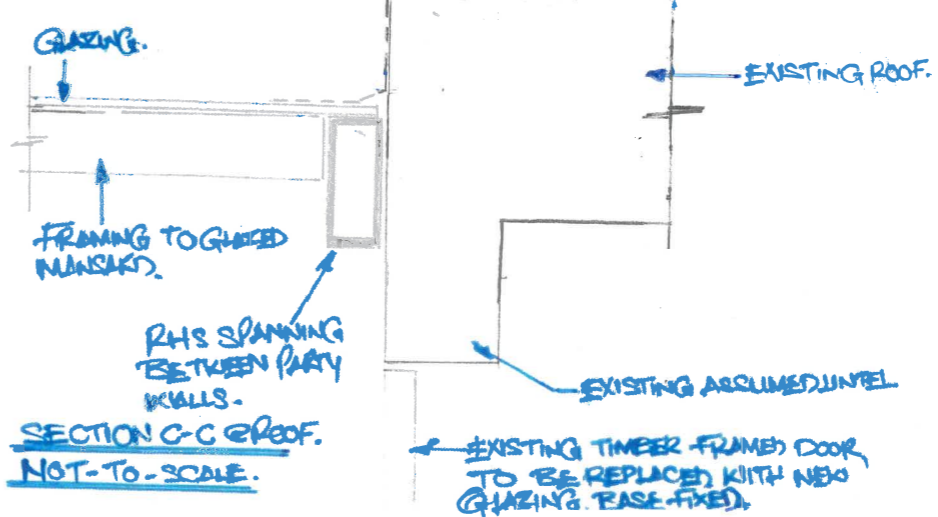 GLAZING.
EXISTING ROOF.
FRAMING TO GLAZED
MANSARD.
RHS SPANNING
BETWEEN PARTY
WALLS.
EXISTING ASSUMED LINTEL.
SECTION C-C @ ROOF.
NOT-TO-SCALE.
EXISTING TIMBER FRAMED DOOR
TO BE REPLACED WITH NEW
GLAZING. BASE-FIXED.